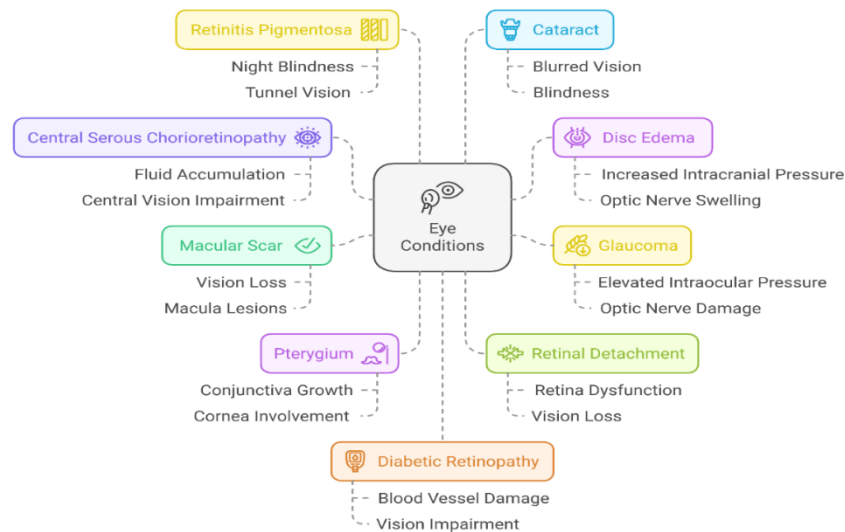 Retinitis Pigmentosa
Night Blindness
Tunnel Vision
Cataract
Blurred Vision
Blindness
Central Serous Chorioretinopathy
Fluid Accumulation
Central Vision Impairment
Disc Edema
Increased Intracranial Pressure
Optic Nerve Swelling
Eye
Conditions
Macular Scar
Vision Loss
Macula Lesions
Glaucoma
Elevated Intraocular Pressure
Optic Nerve Damage
Pterygium
Conjunctiva Growth
Cornea Involvement
Retinal Detachment
Retina Dysfunction
Vision Loss
Diabetic Retinopathy
Blood Vessel Damage
Vision Impairment